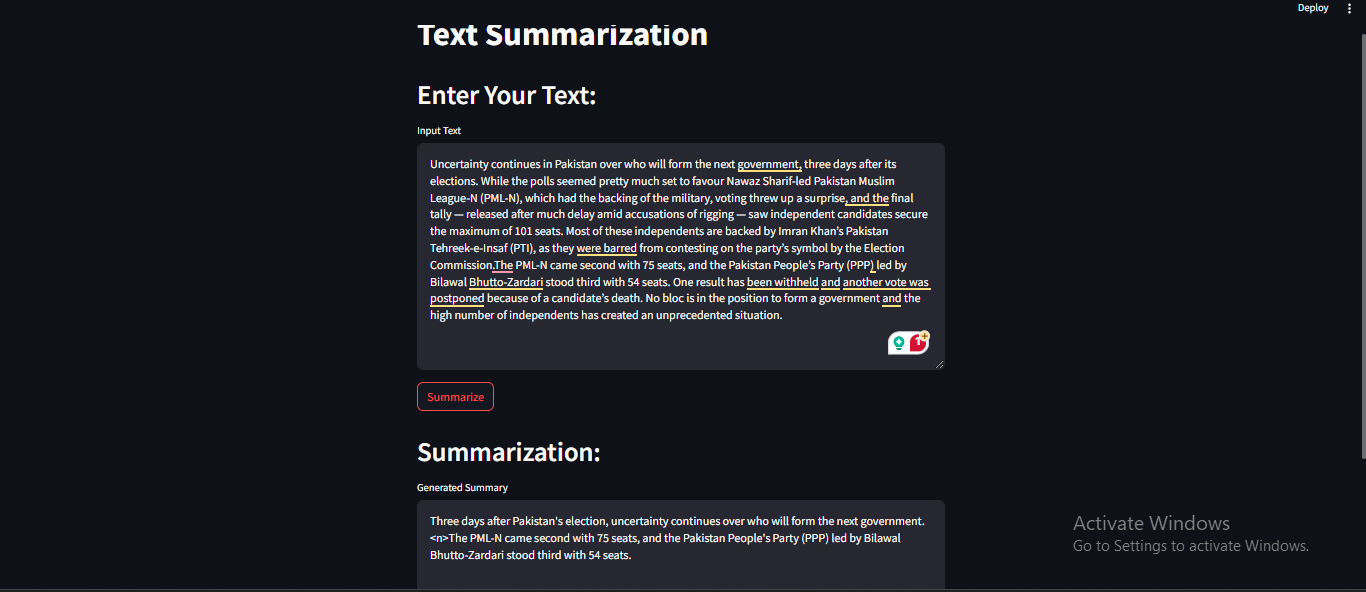 Deploy
Text Summarization
Enter Your Text:
Input Text
Uncertainty continues in Pakistan over who will form the next government, three days after its
elections. While the polls seemed pretty much set to favour Nawaz Sharif-led Pakistan Muslim
League-N (PML-N), which had the backing of the military, voting threw up a surprise, and the final
tally — released after much delay amid accusations of rigging — saw independent candidates secure
the maximum of 101 seats. Most of these independents are backed by Imran Khan’s Pakistan
Tehreek-e-Insaf (PTI), as they were barred from contesting on the party’s symbol by the Election
Commission.The PML-N came second with 75 seats, and the Pakistan People’s Party (PPP) led by
Bilawal Bhutto-Zardari stood third with 54 seats. One result has been withheld and another vote was
postponed because of a candidate’s death. No bloc is in the position to form a government and the
high number of independents has created an unprecedented situation.
1
Summarize
Summarization:
Generated Summary
Three days after Pakistan's election, uncertainty continues over who will form the next government.
<n>The PML-N came second with 75 seats, and the Pakistan People's Party (PPP) led by Bilawal
Bhutto-Zardari stood third with 54 seats.
Activate Windows
Go to Settings to activate Windows.